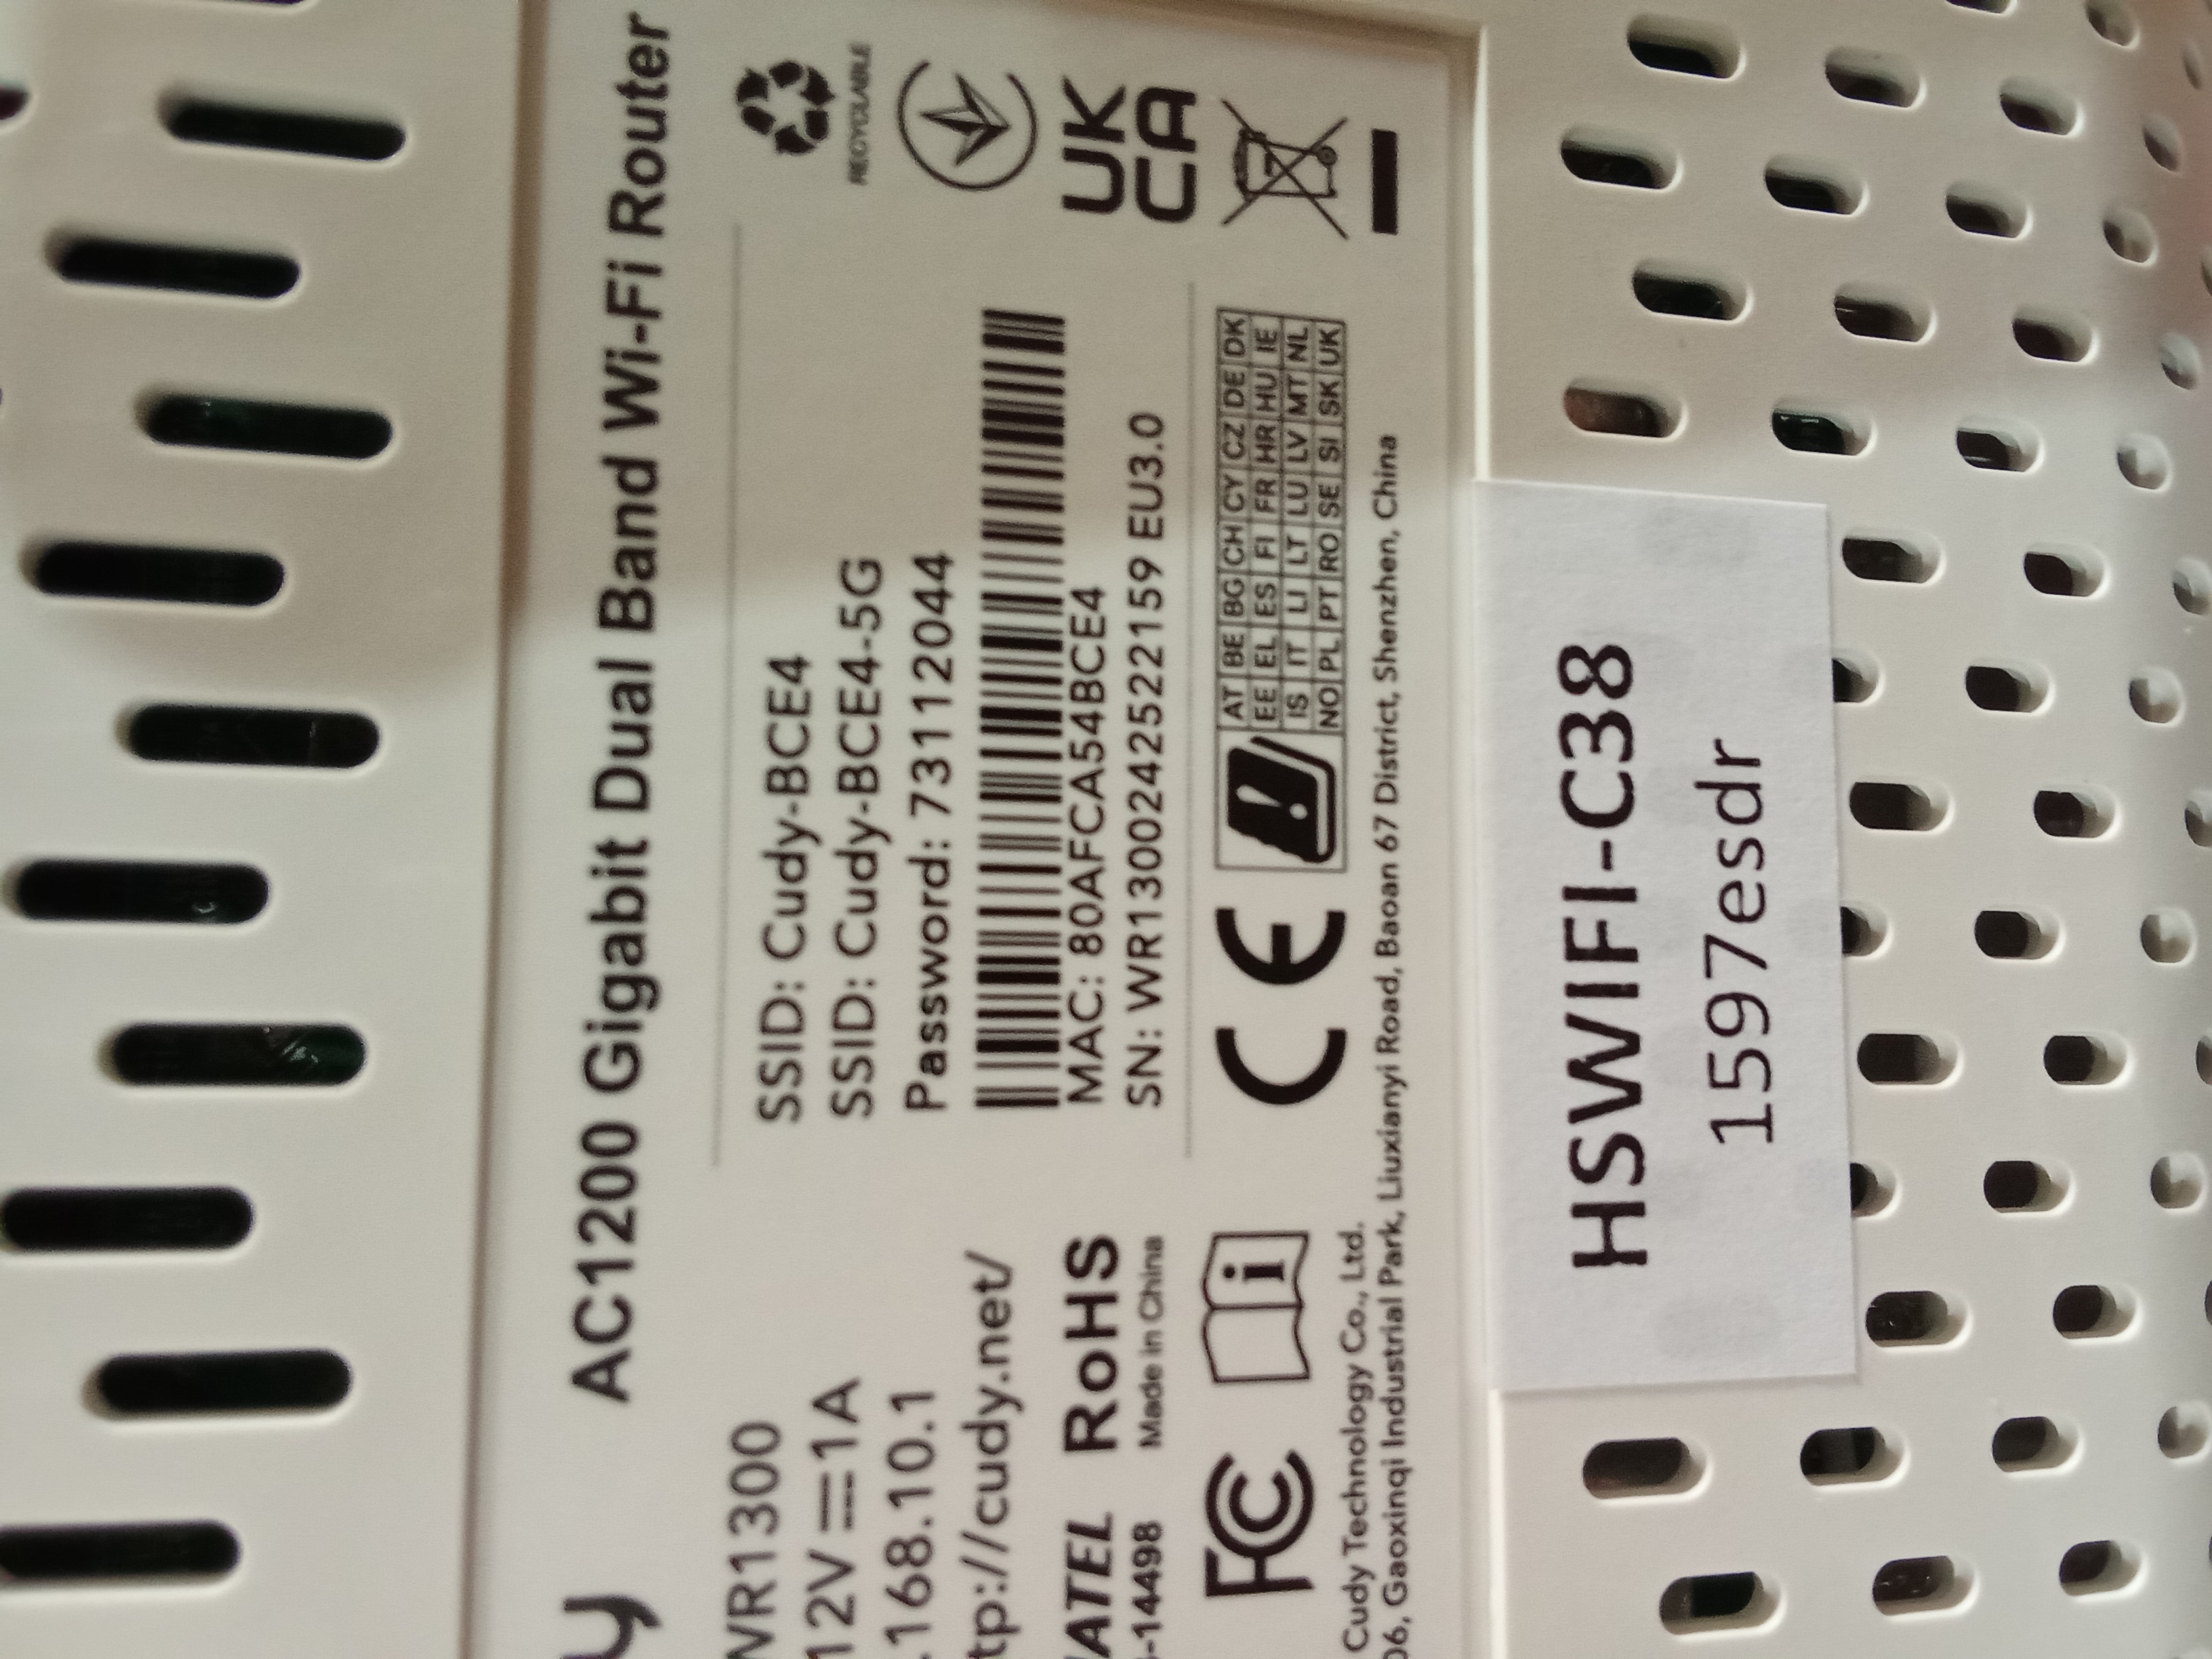 AC1200 Gigabit Dual Band Wi-Fi Router
WR1300
12V⎓1A
.168.10.1
tp://cudy.net/
RoHS
Made in China
-14498
SSID: Cudy-BCE4
SSID: Cudy-BCE4-5G
Password: 73112044
MAC: 80AFCA54BCE4
SN: WR1300242522159 EU3.0
RECYCLABLE
UK
CA
FC
i
CE
!
AT BE BG CH CY CZ DE DK
EE EL ES FI FR HR HU IE
IS IT LI LT LU LV MT NL
NO PL PT RO SE SI SK UK
Cudy Technology Co., Ltd.
06, Gaoxinqi Industrial Park, Liuxianyi Road, Baoan 67 District, Shenzhen, China
HSWIFI-C38
1597esdr